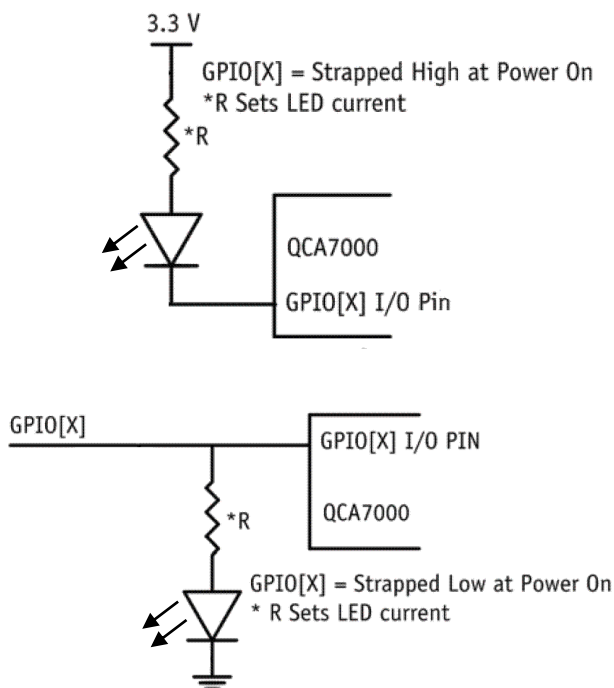 3.3 V
GPIO[X] = Strapped High at Power On
*R Sets LED current
*R
QCA7000
GPIO[X] I/O Pin
GPIO[X]
GPIO[X] I/O PIN
*R
QCA7000
GPIO[X] = Strapped Low at Power On
* R Sets LED current